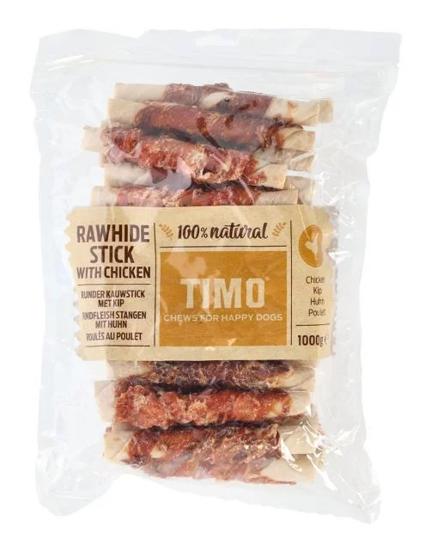 RAWHIDE
STICK
WITH CHICKEN
RUNDER KAUWSTICK
MET KIP
RINDFLEISH STANGEN
MIT HUHN
ROULÉS AU POULET
100% natural
TIMO
CHEWS FOR HAPPY DOGS
Chicken
Kip
Huhn
Poulet
1000g e